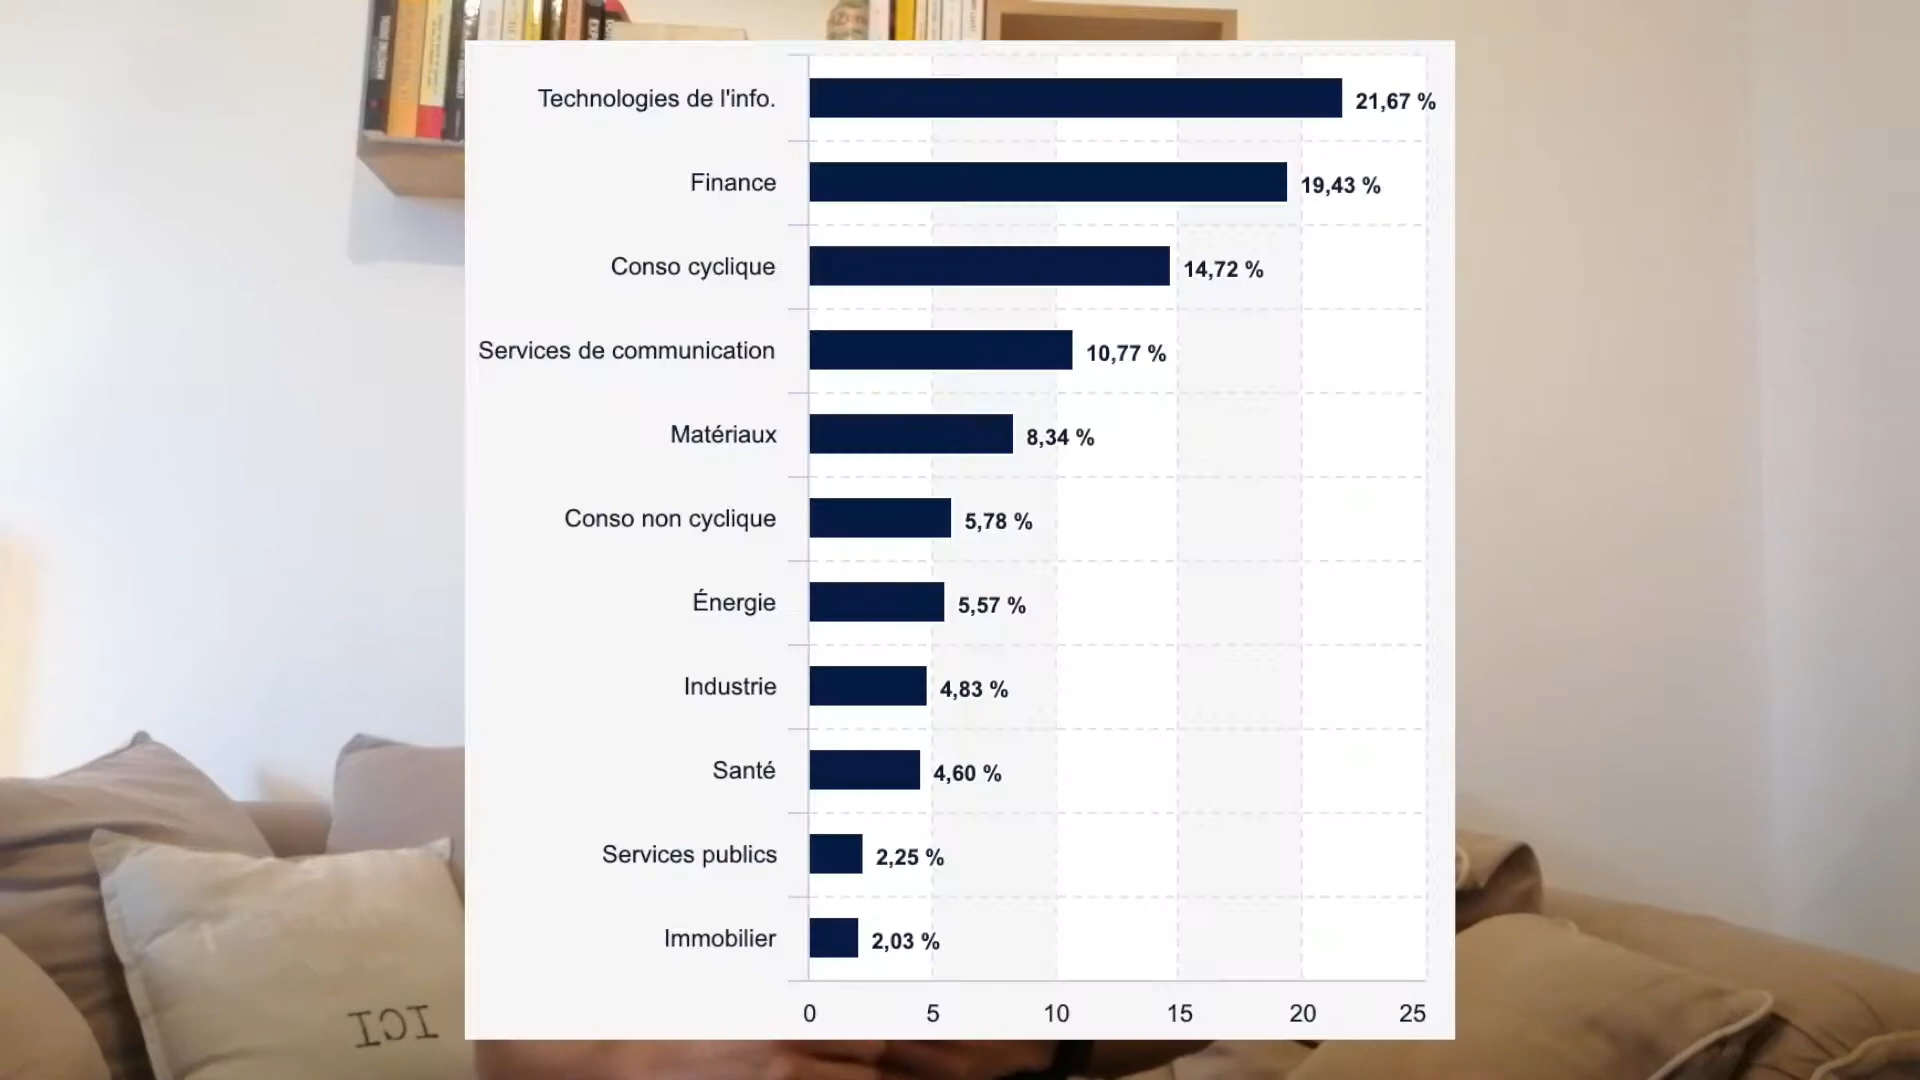 Technologies de l'info. 21,67 %
Finance 19,43 %
Conso cyclique 14,72 %
Services de communication 10,77 %
Matériaux 8,34 %
Conso non cyclique 5,78 %
Énergie 5,57 %
Industrie 4,83 %
Santé 4,60 %
Services publics 2,25 %
Immobilier 2,03 %
0 5 10 15 20 25
ICI